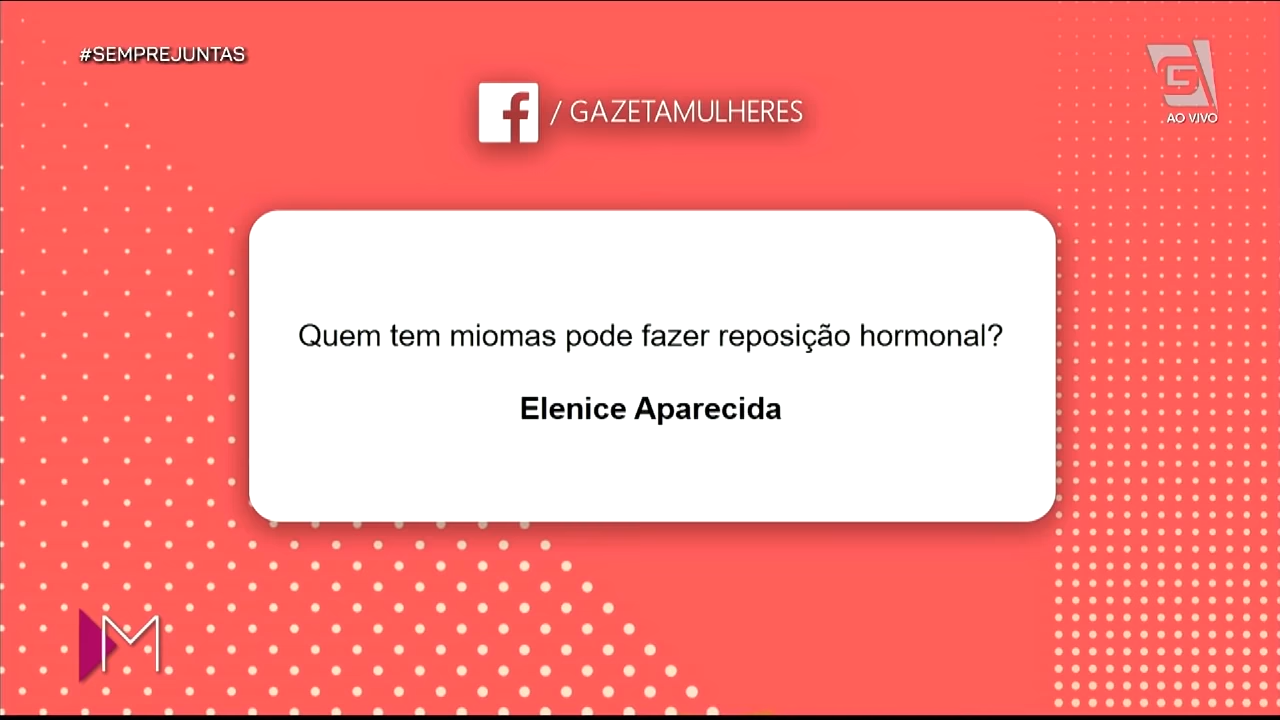 #SEMPREJUNTAS
/ GAZETAMULHERES
G
AO VIVO
Quem tem miomas pode fazer reposição hormonal?
Elenice Aparecida
M